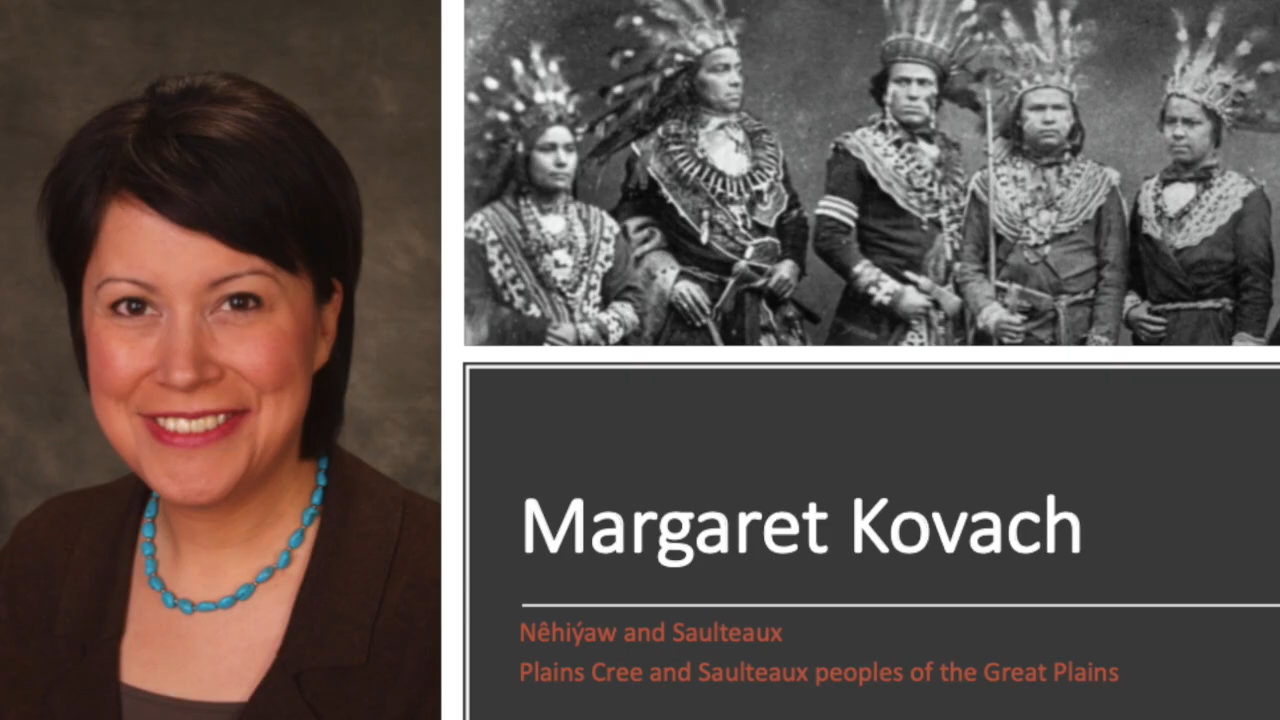 Margaret Kovach
Nêhiýaw and Saulteaux
Plains Cree and Saulteaux peoples of the Great Plains